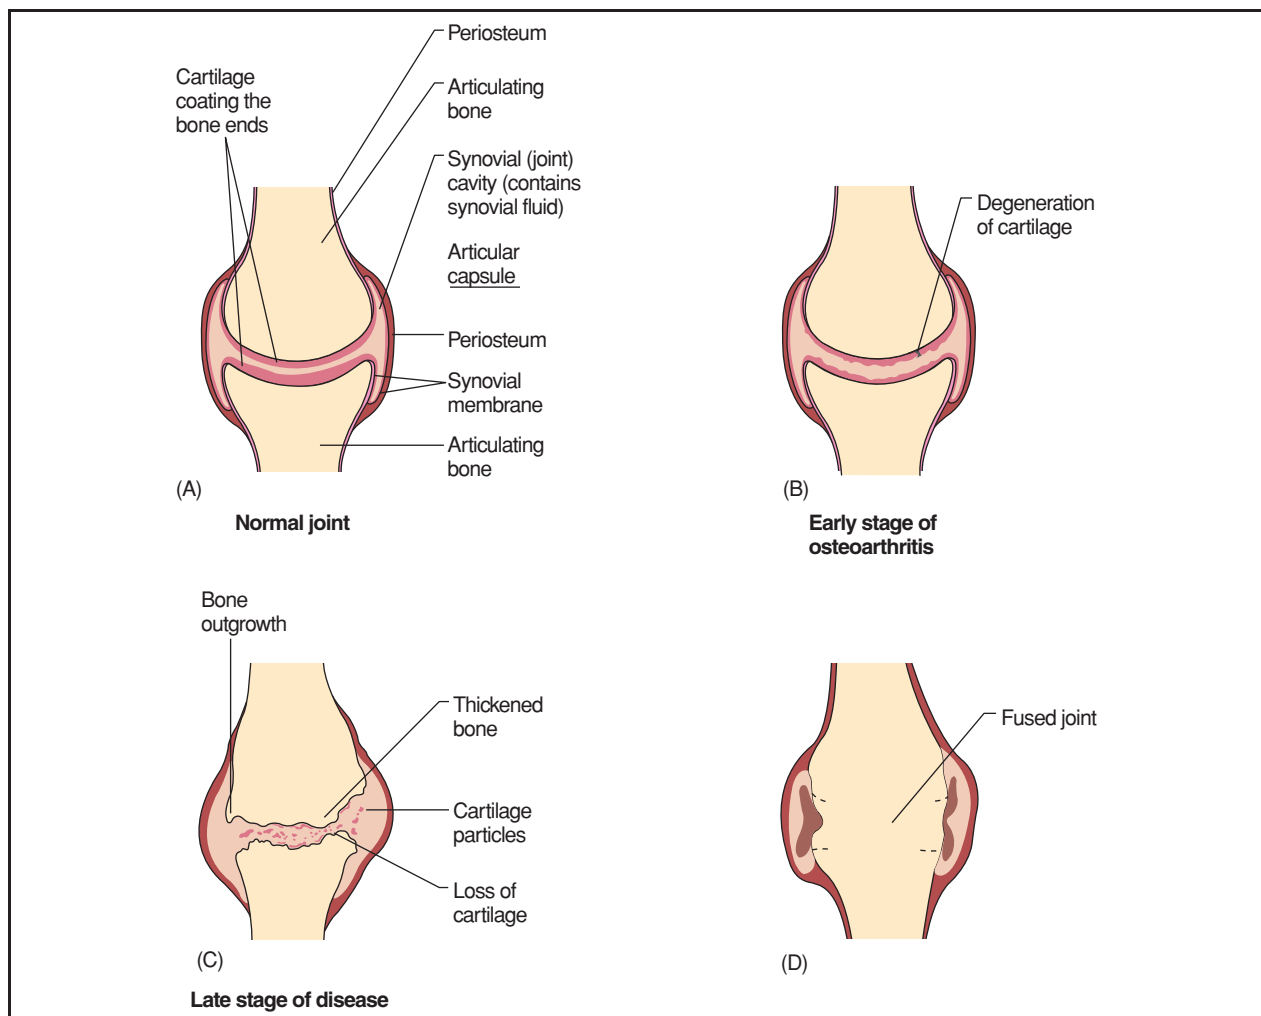 Periosteum
Cartilage
coating the
bone ends
Articulating
bone
Synovial (joint)
cavity (contains
synovial fluid)
Articular
capsule
Periosteum
Synovial
membrane
Articulating
bone
(A)
Normal joint
Degeneration
of cartilage
(B)
Early stage of
osteoarthritis
Bone
outgrowth
Thickened
bone
Cartilage
particles
Loss of
cartilage
(C)
Late stage of disease
Fused joint
(D)